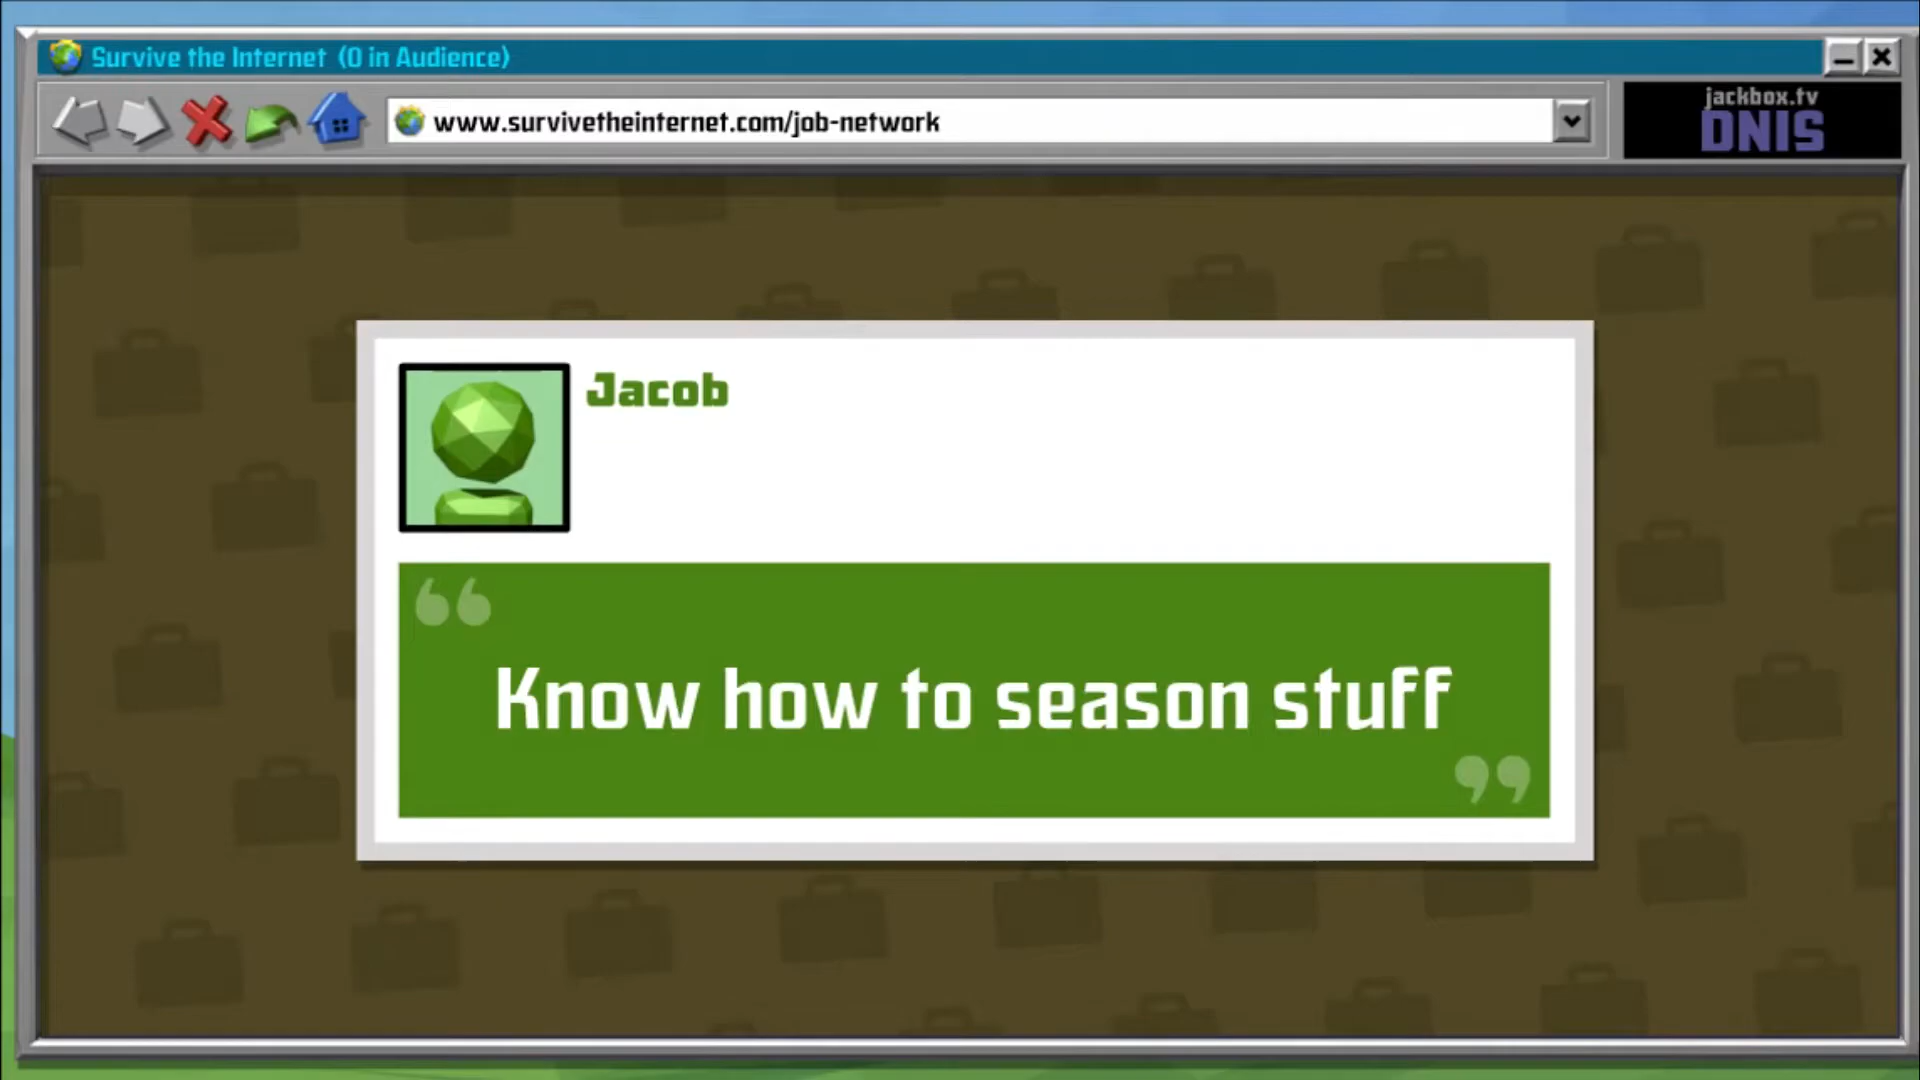 Survive the Internet (0 in Audience)
www.survivetheinternet.com/job-network
jackbox.tv
DNIS
Jacob
“
Know how to season stuff
”